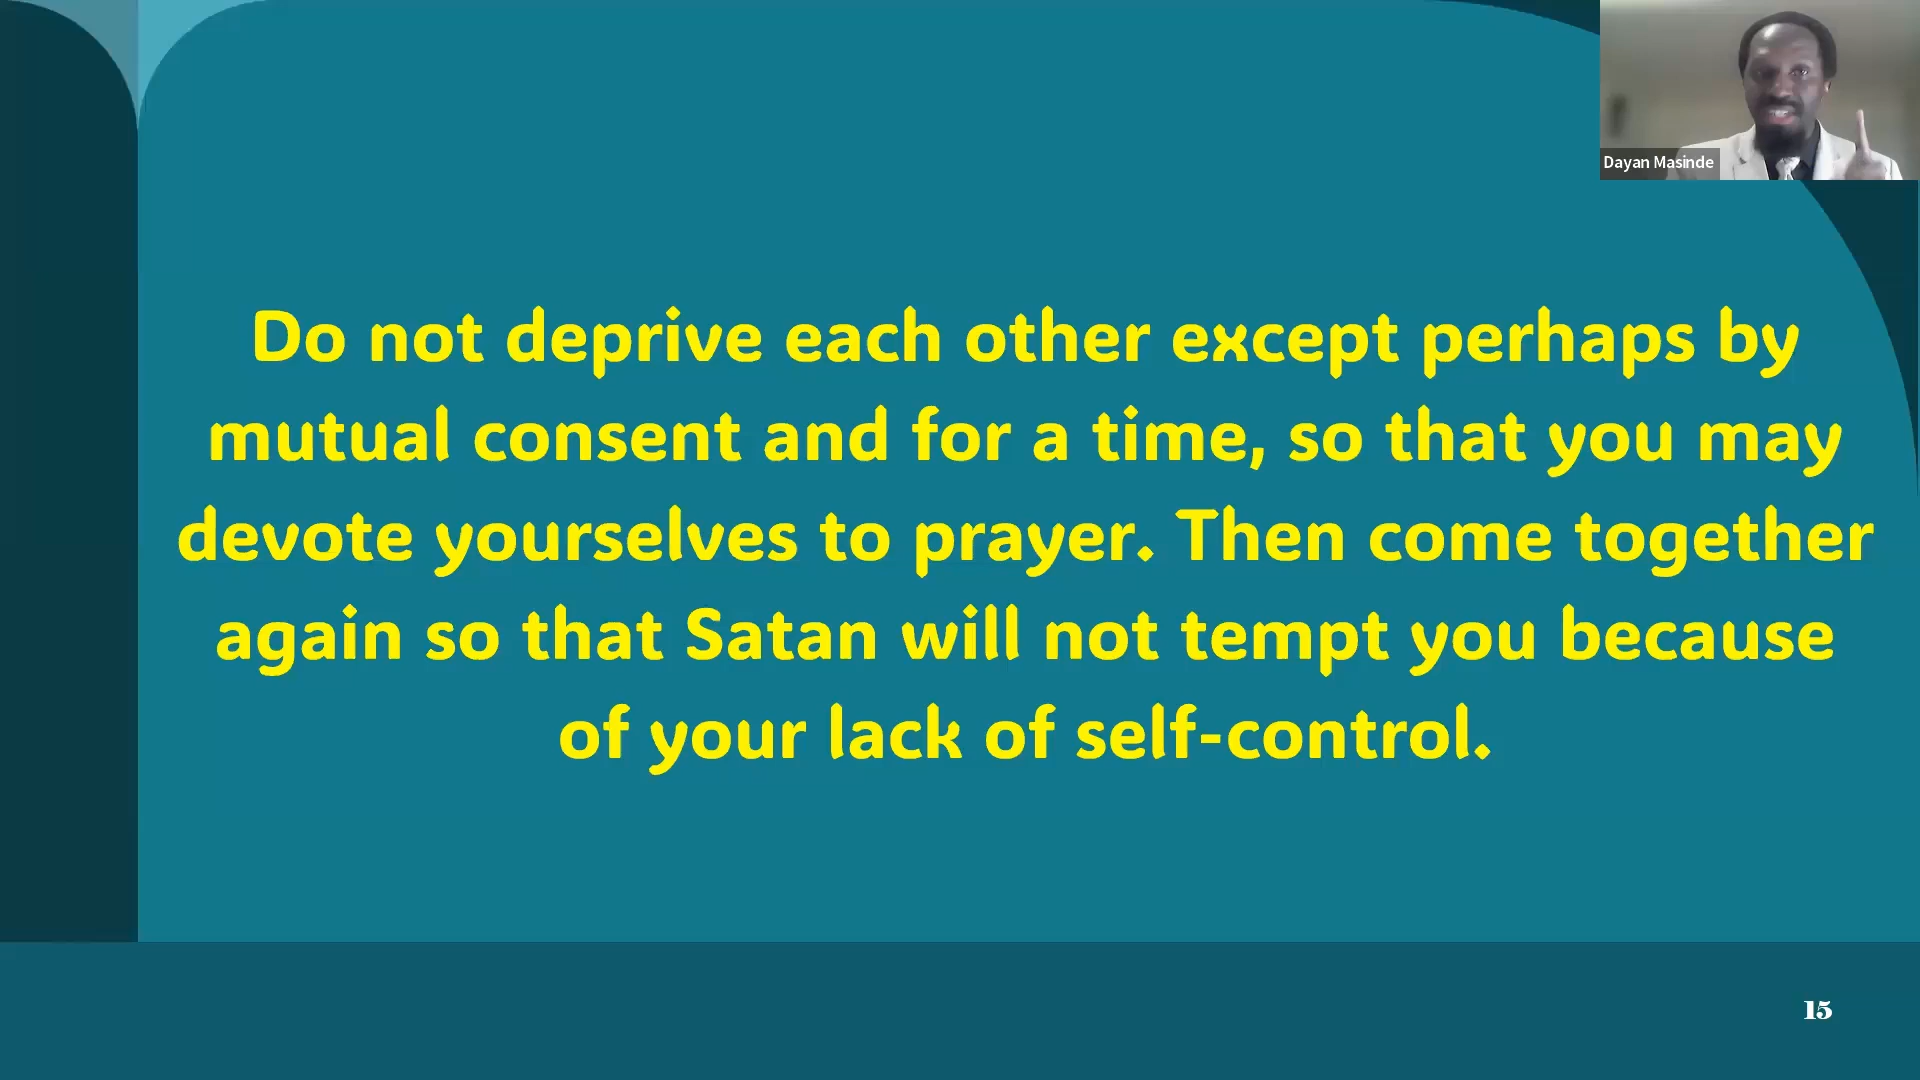 Dayan Masinde
Do not deprive each other except perhaps by
mutual consent and for a time, so that you may
devote yourselves to prayer. Then come together
again so that Satan will not tempt you because
of your lack of self-control.
15